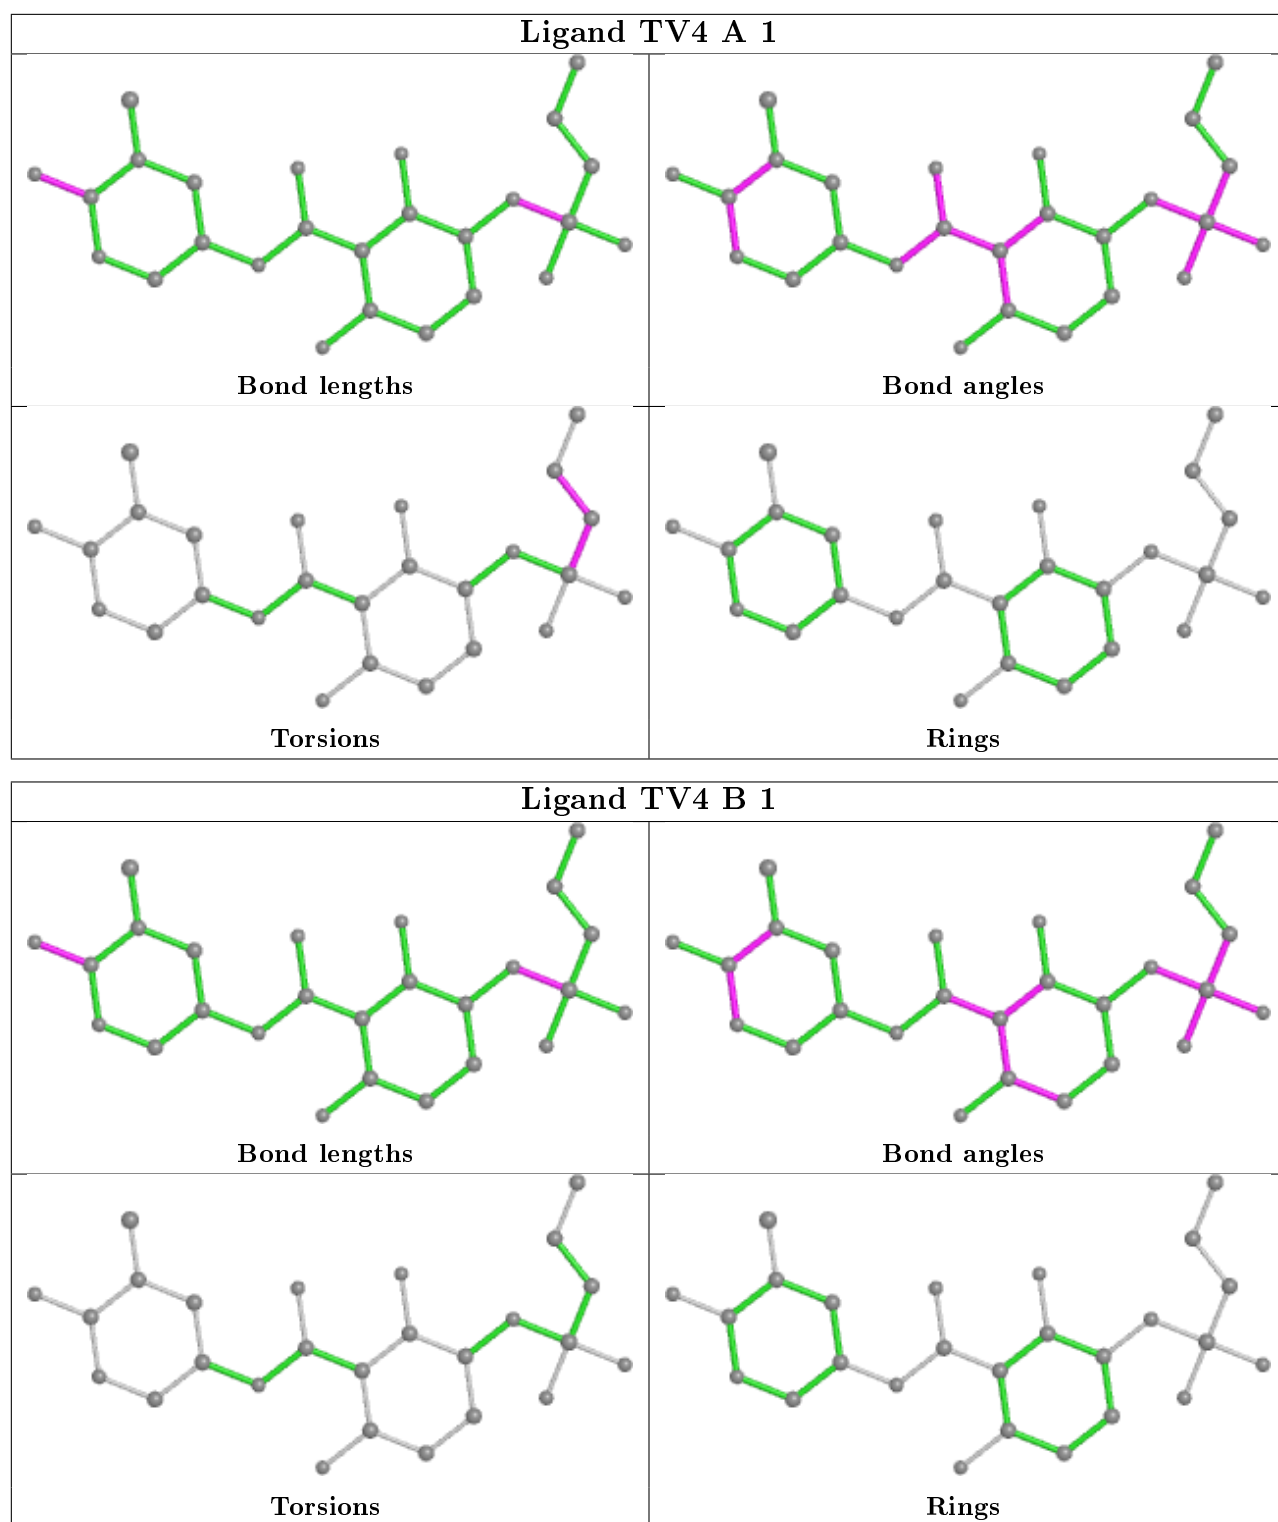 Ligand TV4 A 1
Bond lengths
Bond angles
Torsions
Rings
Ligand TV4 B 1
Bond lengths
Bond angles
Torsions
Rings